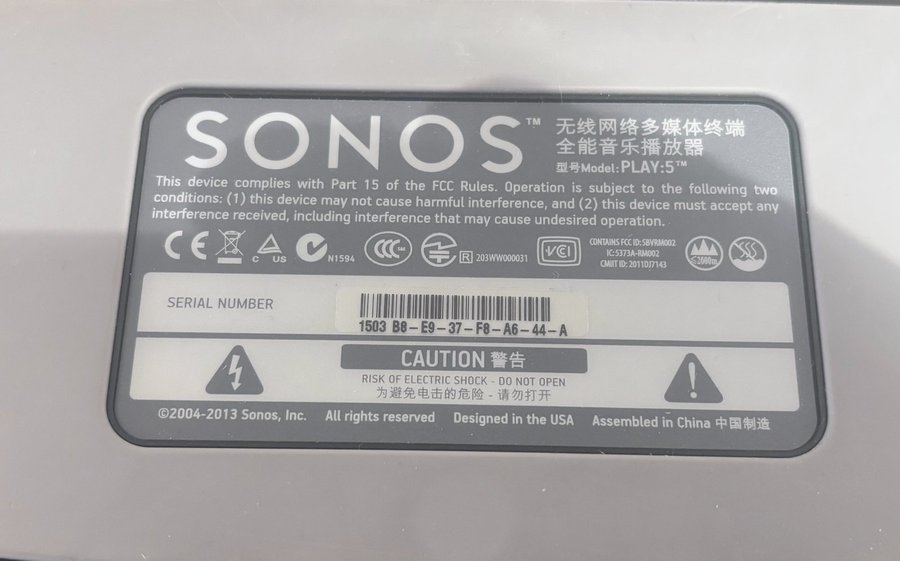 SONOS™
无线网络多媒体终端
全能音乐播放器
型号Model: PLAY:5™
This device complies with Part 15 of the FCC Rules. Operation is subject to the following two
conditions: (1) this device may not cause harmful interference, and (2) this device must accept any
interference received, including interference that may cause undesired operation.
CE
C US
N1594
CCC
R 203WW000031
VCI
CONTAINS FCC ID: SBVRM002
IC: 5373A-RM002
CMIIT ID: 2011DJ7143
≤2000m
SERIAL NUMBER
1503 B8-E9-37-F8-A6-44-A
CAUTION 警告
RISK OF ELECTRIC SHOCK - DO NOT OPEN
为避免电击的危险 - 请勿打开
©2004-2013 Sonos, Inc. All rights reserved Designed in the USA Assembled in China 中国制造